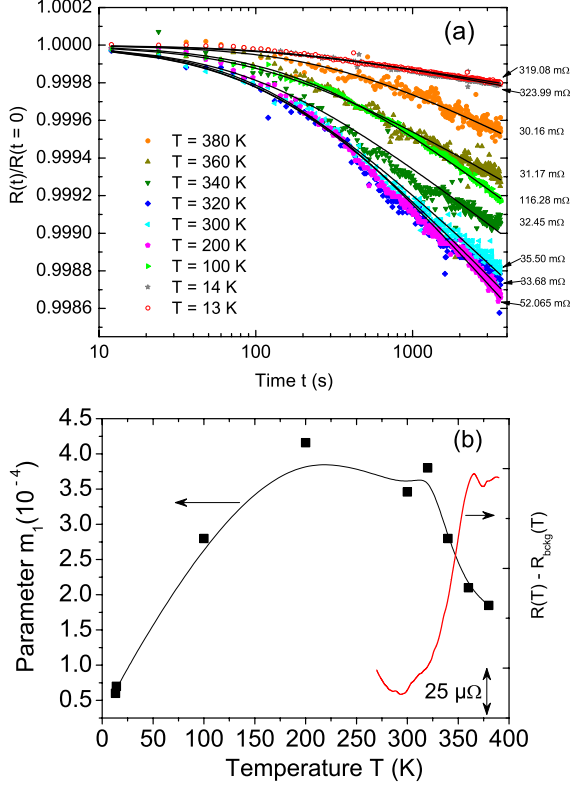 (a)
1.0002
1.0000
0.9998
0.9996
0.9994
0.9992
0.9990
0.9988
0.9986
R(t)/R(t = 0)
T = 380 K
T = 360 K
T = 340 K
T = 320 K
T = 300 K
T = 200 K
T = 100 K
T = 14 K
T = 13 K
319.08 mΩ
323.99 mΩ
30.16 mΩ
31.17 mΩ
116.28 mΩ
32.45 mΩ
35.50 mΩ
33.68 mΩ
52.065 mΩ
10 100 1000
Time t (s)
(b)
4.5
4.0
3.5
3.0
2.5
2.0
1.5
1.0
0.5
Parameter m₁(10⁻⁴)
R(T) - R_bckg(T)
25 μΩ
0 50 100 150 200 250 300 350 400
Temperature T (K)